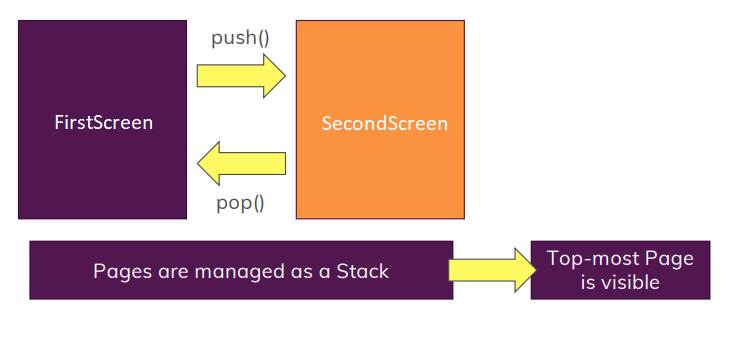 push()
FirstScreen
SecondScreen
pop()
Pages are managed as a Stack
Top-most Page
is visible